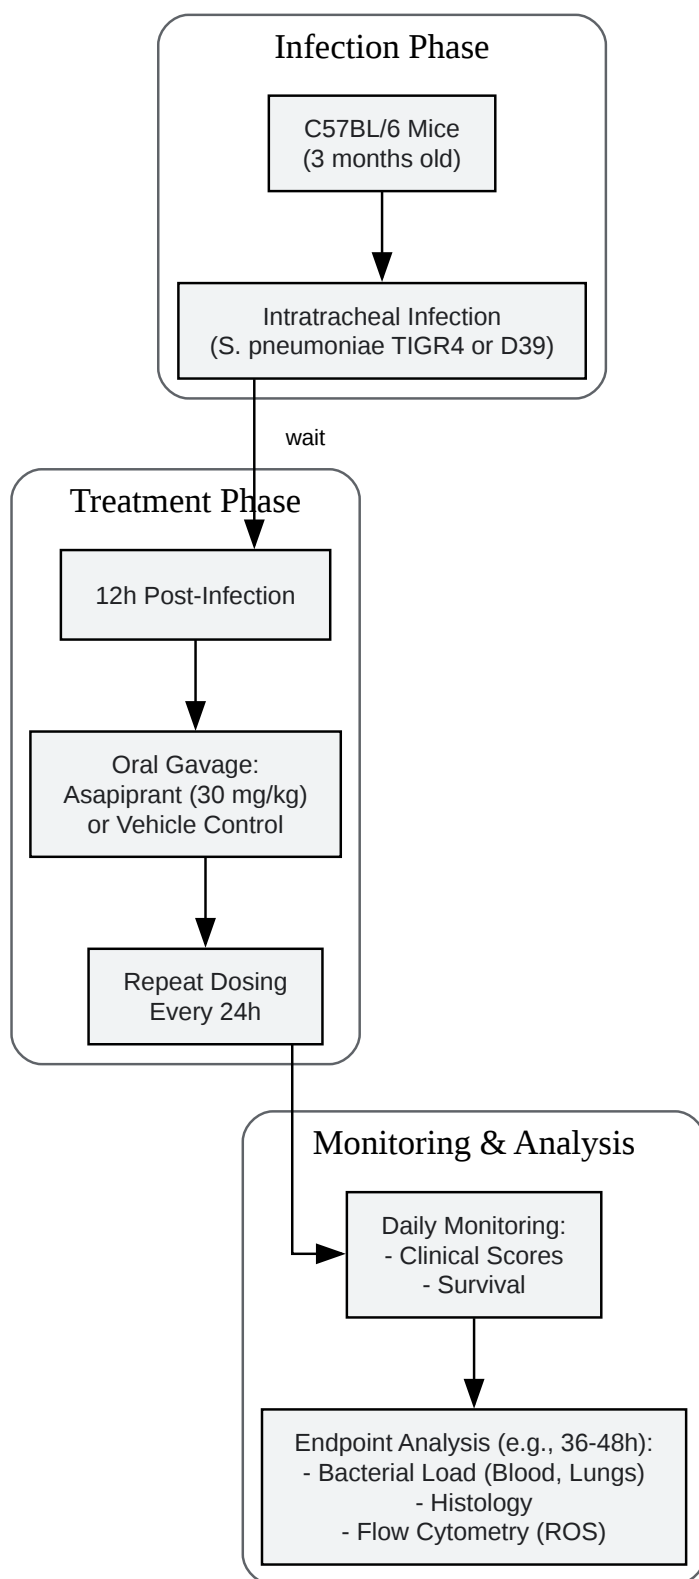 Infection Phase
C57BL/6 Mice
(3 months old)
Intratracheal Infection
(S. pneumoniae TIGR4 or D39)
wait
Treatment Phase
12h Post-Infection
Oral Gavage:
Asapiprant (30 mg/kg)
or Vehicle Control
Repeat Dosing
Every 24h
Monitoring & Analysis
Daily Monitoring:
- Clinical Scores
- Survival
Endpoint Analysis (e.g., 36-48h):
- Bacterial Load (Blood, Lungs)
- Histology
- Flow Cytometry (ROS)